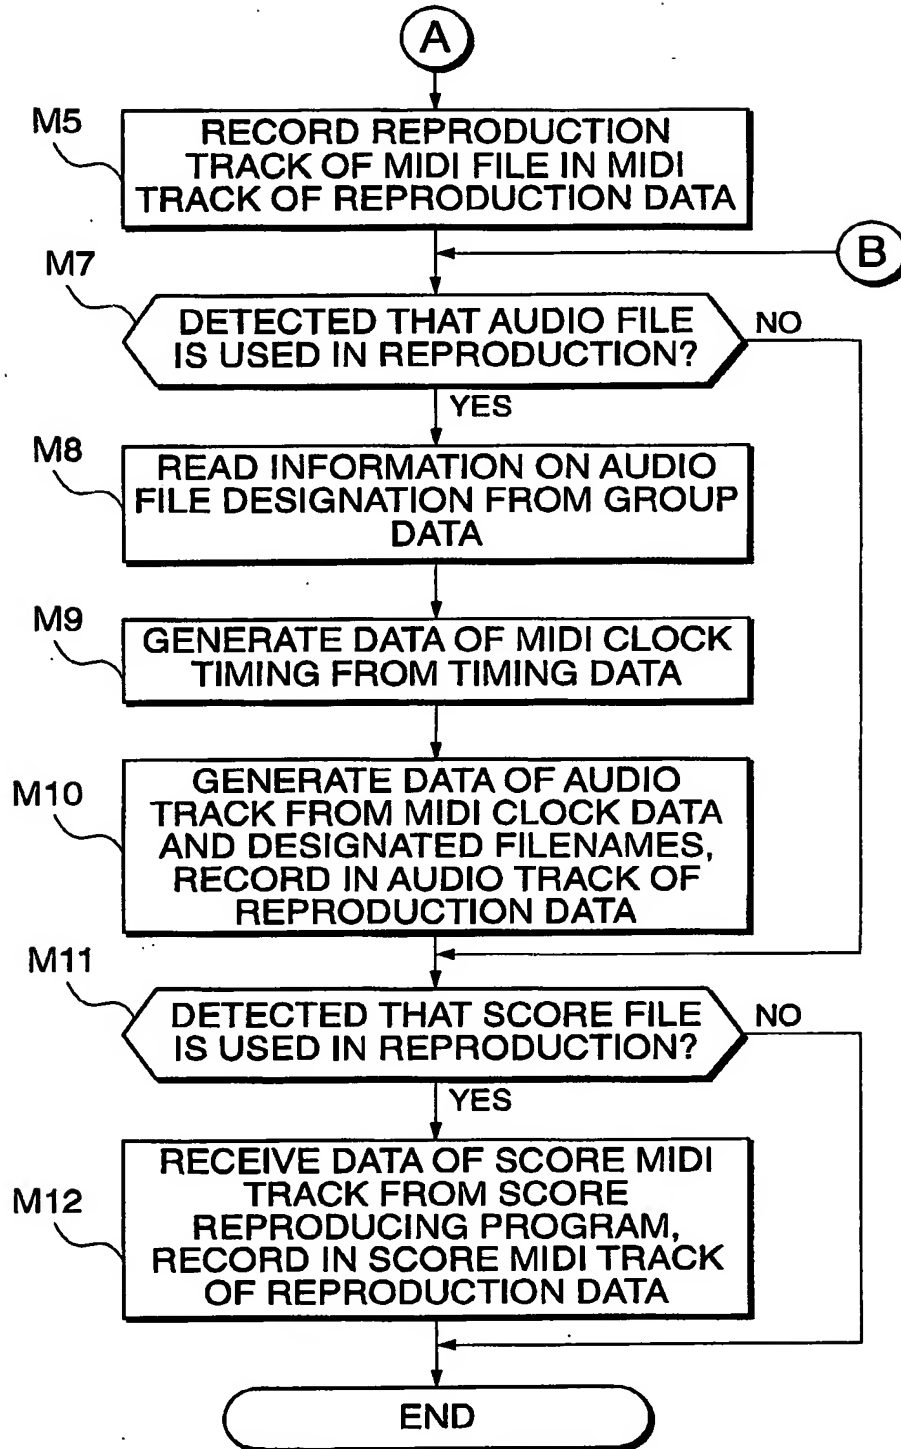 A
M5
RECORD REPRODUCTION
TRACK OF MIDI FILE IN MIDI
TRACK OF REPRODUCTION DATA
B
M7
DETECTED THAT AUDIO FILE
IS USED IN REPRODUCTION?
NO
YES
M8
READ INFORMATION ON AUDIO
FILE DESIGNATION FROM GROUP
DATA
M9
GENERATE DATA OF MIDI CLOCK
TIMING FROM TIMING DATA
M10
GENERATE DATA OF AUDIO
TRACK FROM MIDI CLOCK DATA
AND DESIGNATED FILENAMES,
RECORD IN AUDIO TRACK OF
REPRODUCTION DATA
M11
DETECTED THAT SCORE FILE
IS USED IN REPRODUCTION?
NO
YES
M12
RECEIVE DATA OF SCORE MIDI
TRACK FROM SCORE
REPRODUCING PROGRAM,
RECORD IN SCORE MIDI TRACK
OF REPRODUCTION DATA
END